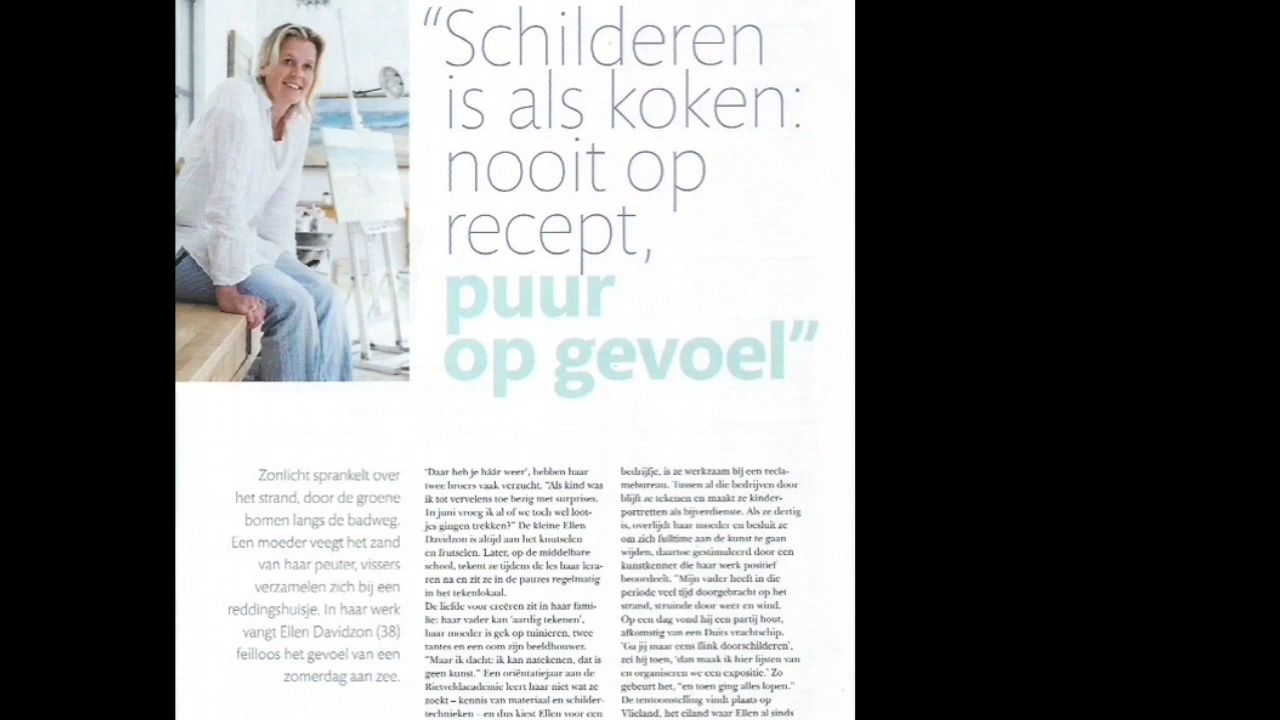 “Schilderen
is als koken:
nooit op
recept,
puur
op gevoel”
Zonlicht sprankelt over
het strand, door de groene
bomen langs de badweg.
Een moeder veegt het zand
van haar peuter, vissers
verzamelen zich bij een
reddingshuisje. In haar werk
vangt Ellen Davidzon (38)
feilloos het gevoel van een
zomerdag aan zee.
‘Daar heb je háár weer’, hebben haar
twee broers vaak verzucht. “Als kind was
ik tot vervelens toe bezig met surprises.
In juni vroeg ik al of we toch wel loot-
jes gingen trekken?” De kleine Ellen
Davidzon is altijd aan het knutselen
en frutselen. Later, op de middelbare
school, tekent ze tijdens de les haar lera-
ren na en zit ze in de pauzes regelmatig
in het tekenlokaal.
De liefde voor creëren zit in haar fami-
lie: haar vader kan ‘aardig tekenen’,
haar moeder is gek op tuinieren, twee
tantes en een oom zijn beeldhouwer.
“Maar ik dacht: ik kan natekenen, dat is
geen kunst.” Een oriëntatiejaar aan de
Rietveldacademie leert haar niet wat ze
zoekt – kennis van materiaal en schilder-
technieken – en dus kiest Ellen voor een
bedrijfje, is ze werkzaam bij een recla-
mebureau. Tussen al die bedrijven door
blijft ze tekenen en maakt ze kinder-
portretten als bijverdienste. Als ze dertig
is, overlijdt haar moeder en besluit ze
om zich fulltime aan de kunst te gaan
wijden, daartoe gestimuleerd door een
kunstkenner die haar werk positief
beoordeelt. “Mijn vader heeft in die
periode veel tijd doorgebracht op het
strand, struinde door weer en wind.
Op een dag vond hij een partij hout,
afkomstig van een Duits vrachtschip.
‘Ga jij maar eens flink doorschilderen’,
zei hij toen, ‘dan maak ik hier lijsten van
en organiseren we een expositie.’ Zo
gebeurt het, “en toen ging alles lopen.”
De tentoonstelling vindt plaats op
Vlieland, het eiland waar Ellen al sinds